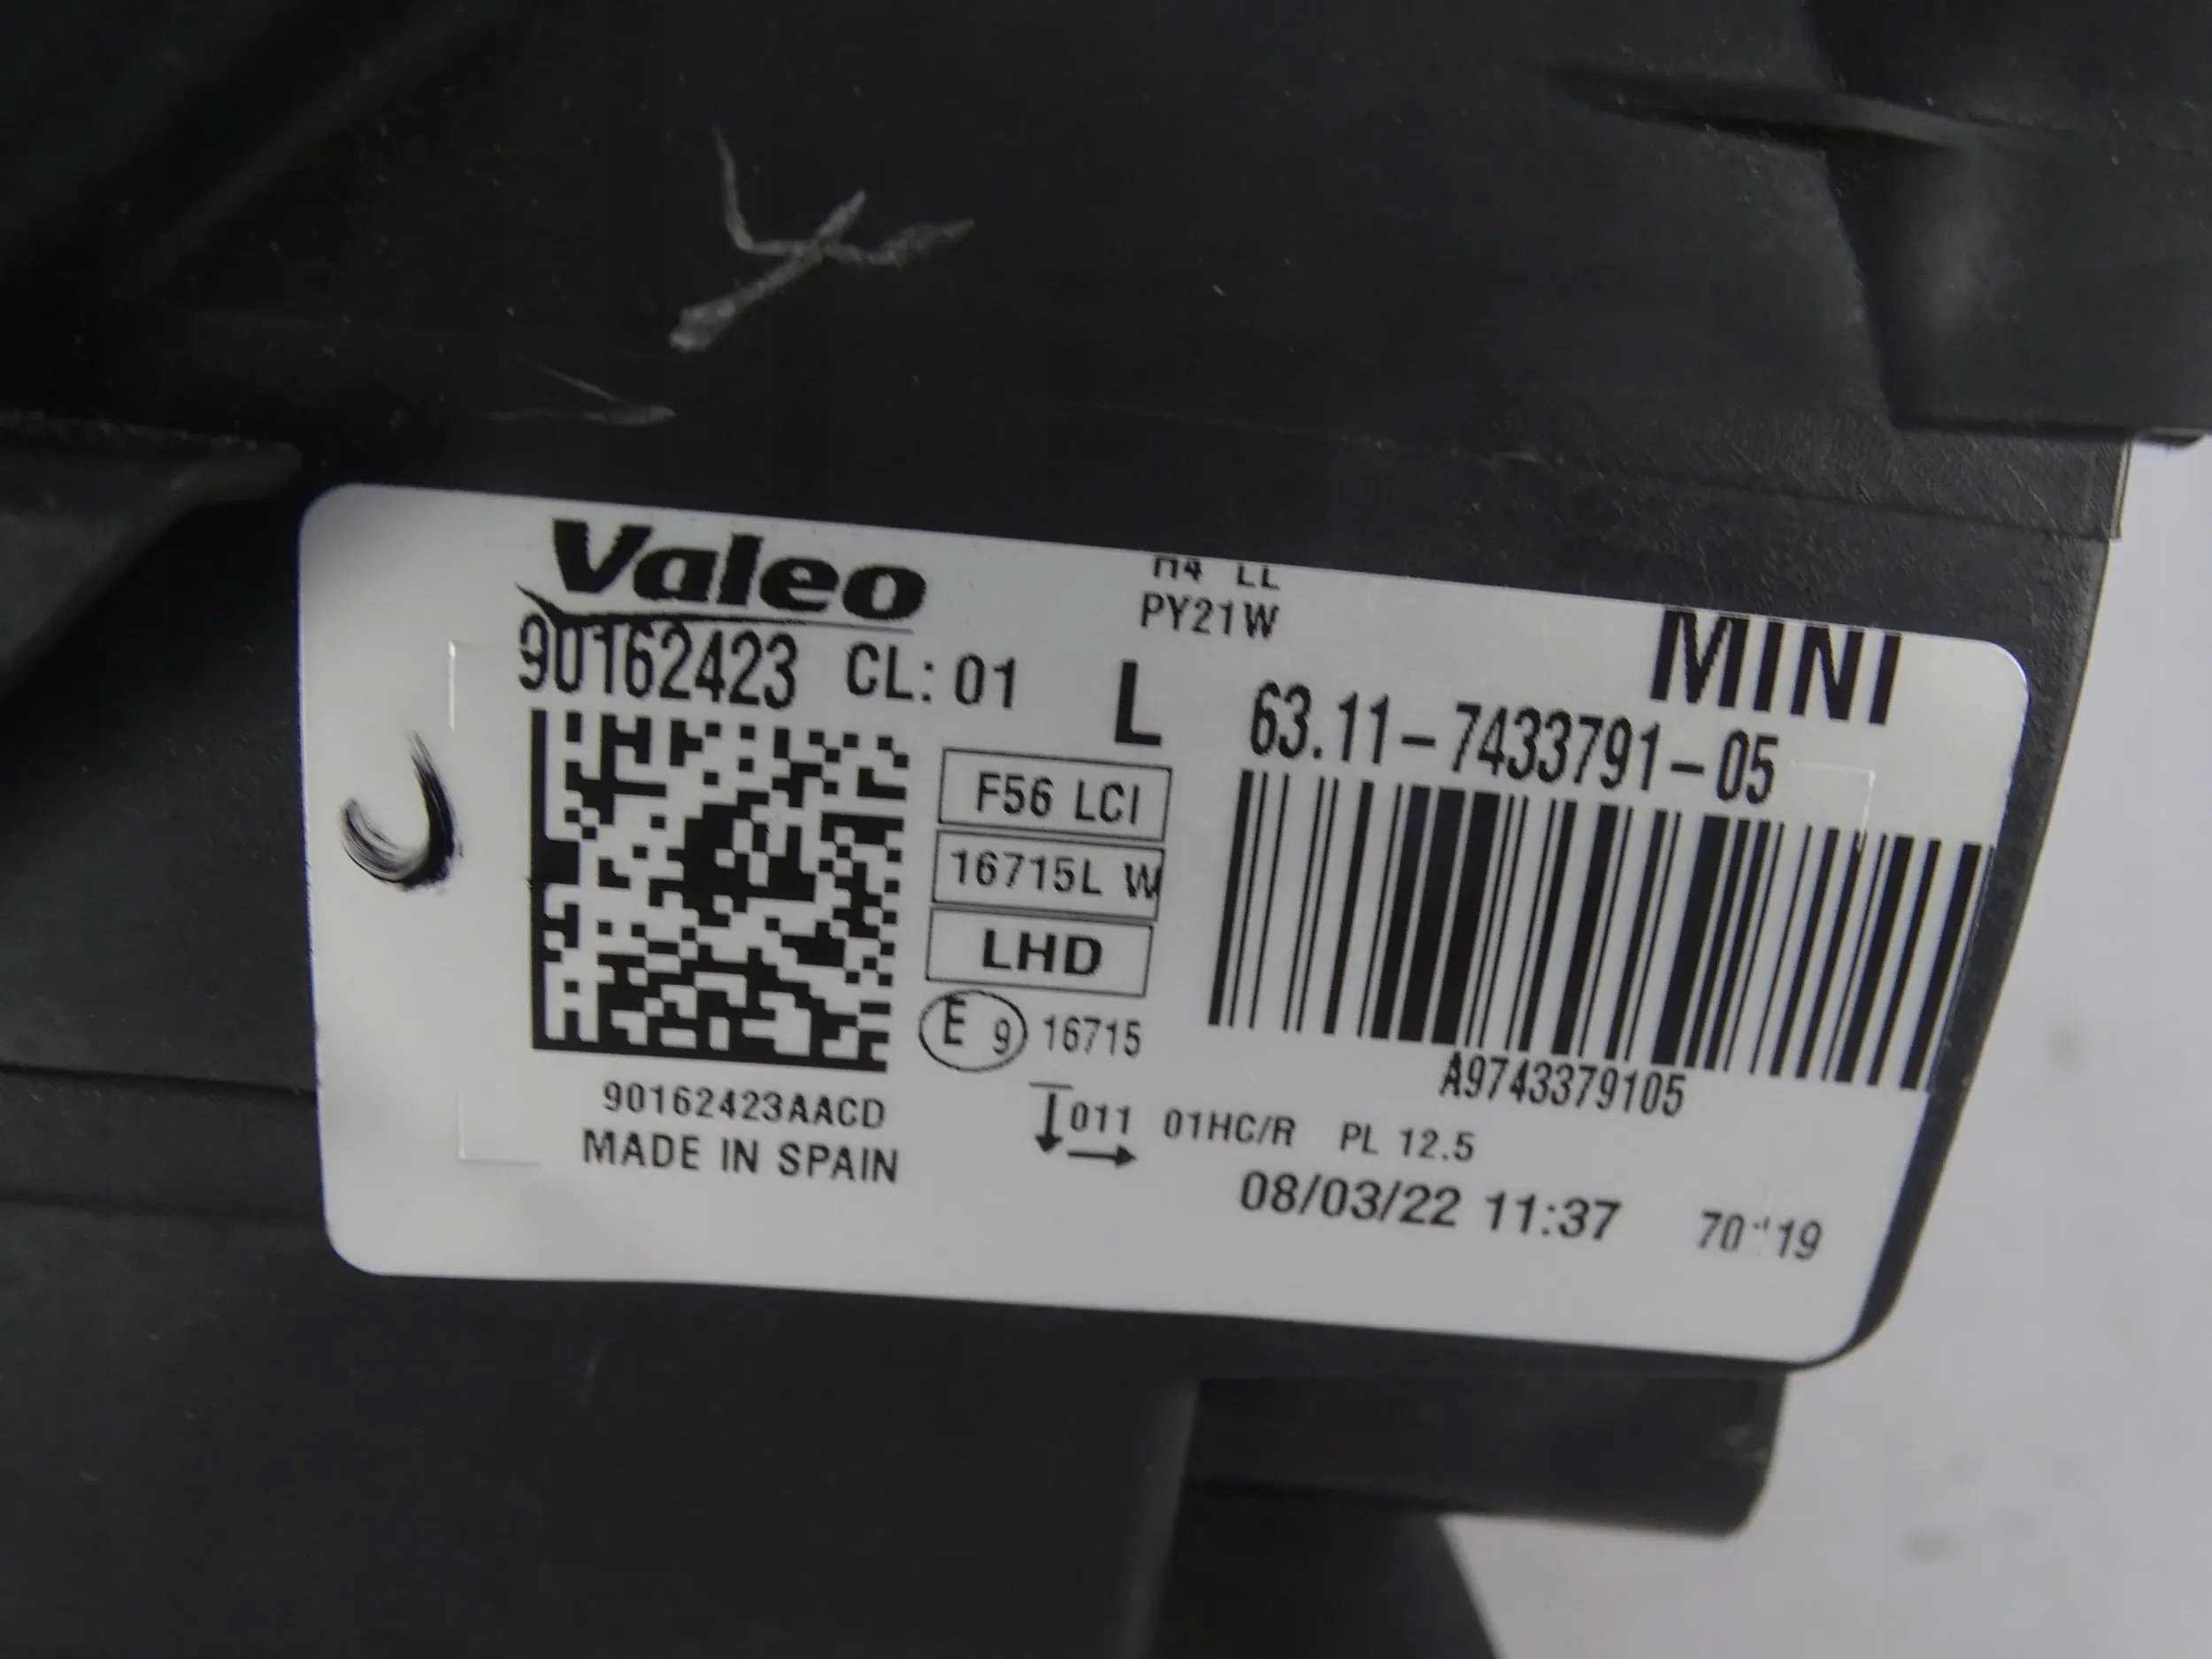 Valeo
H4 LL
PY21W
MINI
90162423 CL: 01
L
63.11-7433791-05
F56 LCI
16715L W
LHD
E 9 16715
A9743379105
90162423AACD
MADE IN SPAIN
011 01HC/R PL 12.5
08/03/22 11:37